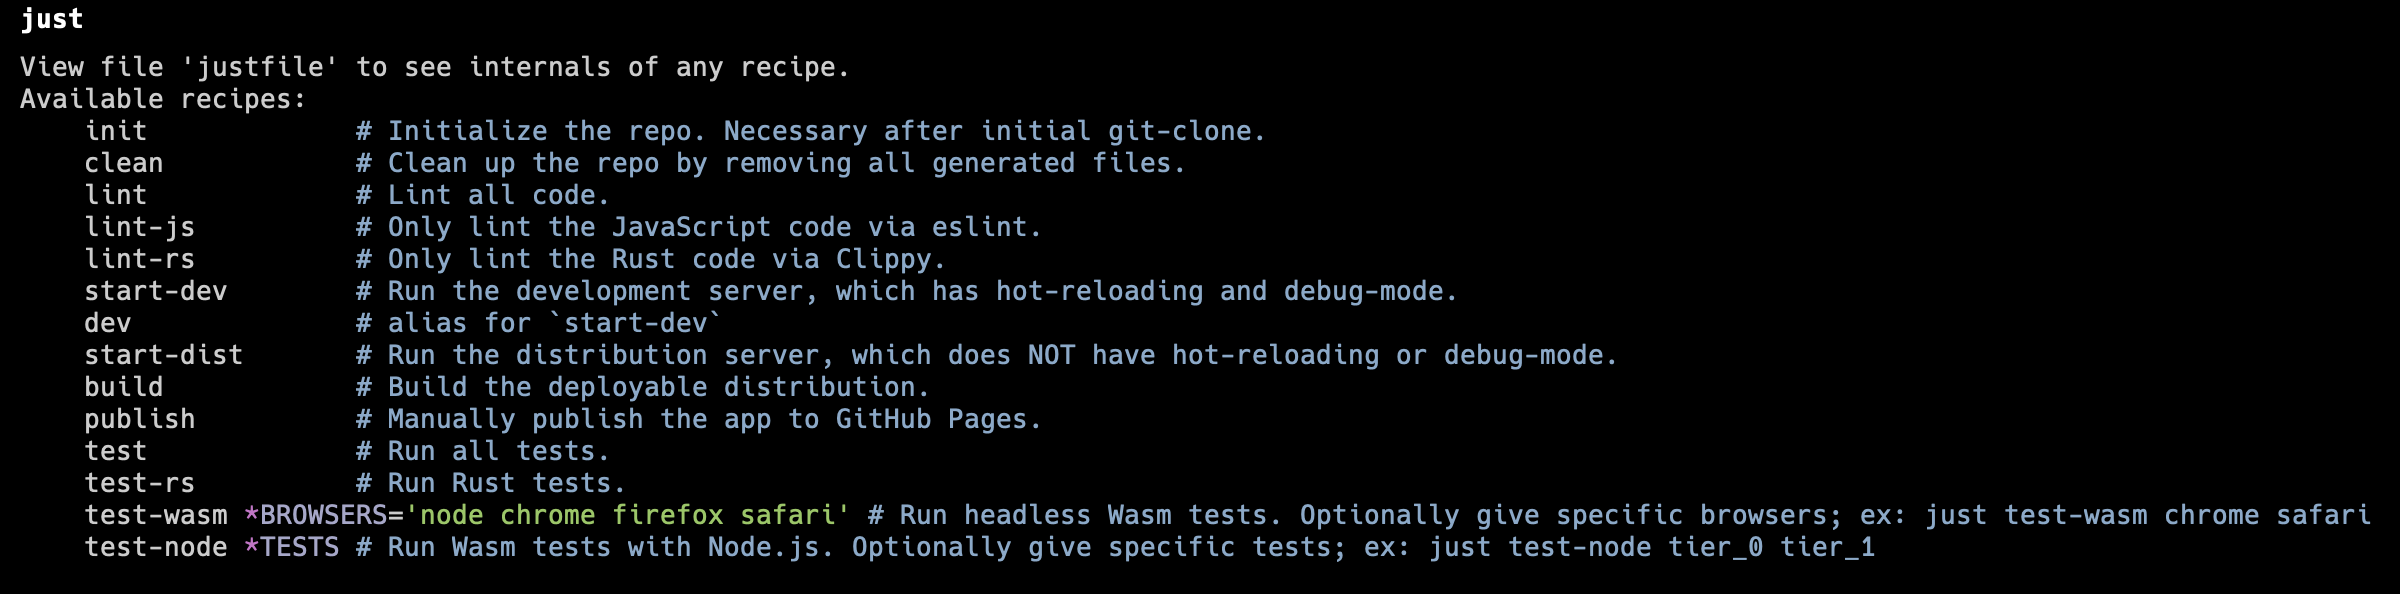 just
View file 'justfile' to see internals of any recipe.
Available recipes:
    init             # Initialize the repo. Necessary after initial git-clone.
    clean            # Clean up the repo by removing all generated files.
    lint             # Lint all code.
    lint-js          # Only lint the JavaScript code via eslint.
    lint-rs          # Only lint the Rust code via Clippy.
    start-dev        # Run the development server, which has hot-reloading and debug-mode.
    dev              # alias for `start-dev`
    start-dist       # Run the distribution server, which does NOT have hot-reloading or debug-mode.
    build            # Build the deployable distribution.
    publish          # Manually publish the app to GitHub Pages.
    test             # Run all tests.
    test-rs          # Run Rust tests.
    test-wasm *BROWSERS='node chrome firefox safari' # Run headless Wasm tests. Optionally give specific browsers; ex: just test-wasm chrome safari
    test-node *TESTS # Run Wasm tests with Node.js. Optionally give specific tests; ex: just test-node tier_0 tier_1